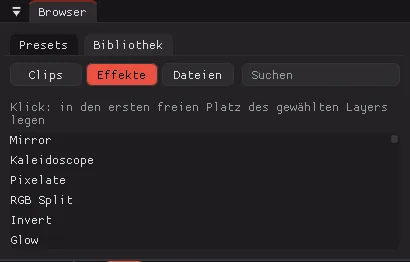 Browser
Presets Bibliothek
Clips Effekte Dateien Suchen
Klick: in den ersten freien Platz des gewählten Layers
legen
Mirror
Kaleidoscope
Pixelate
RGB Split
Invert
Glow